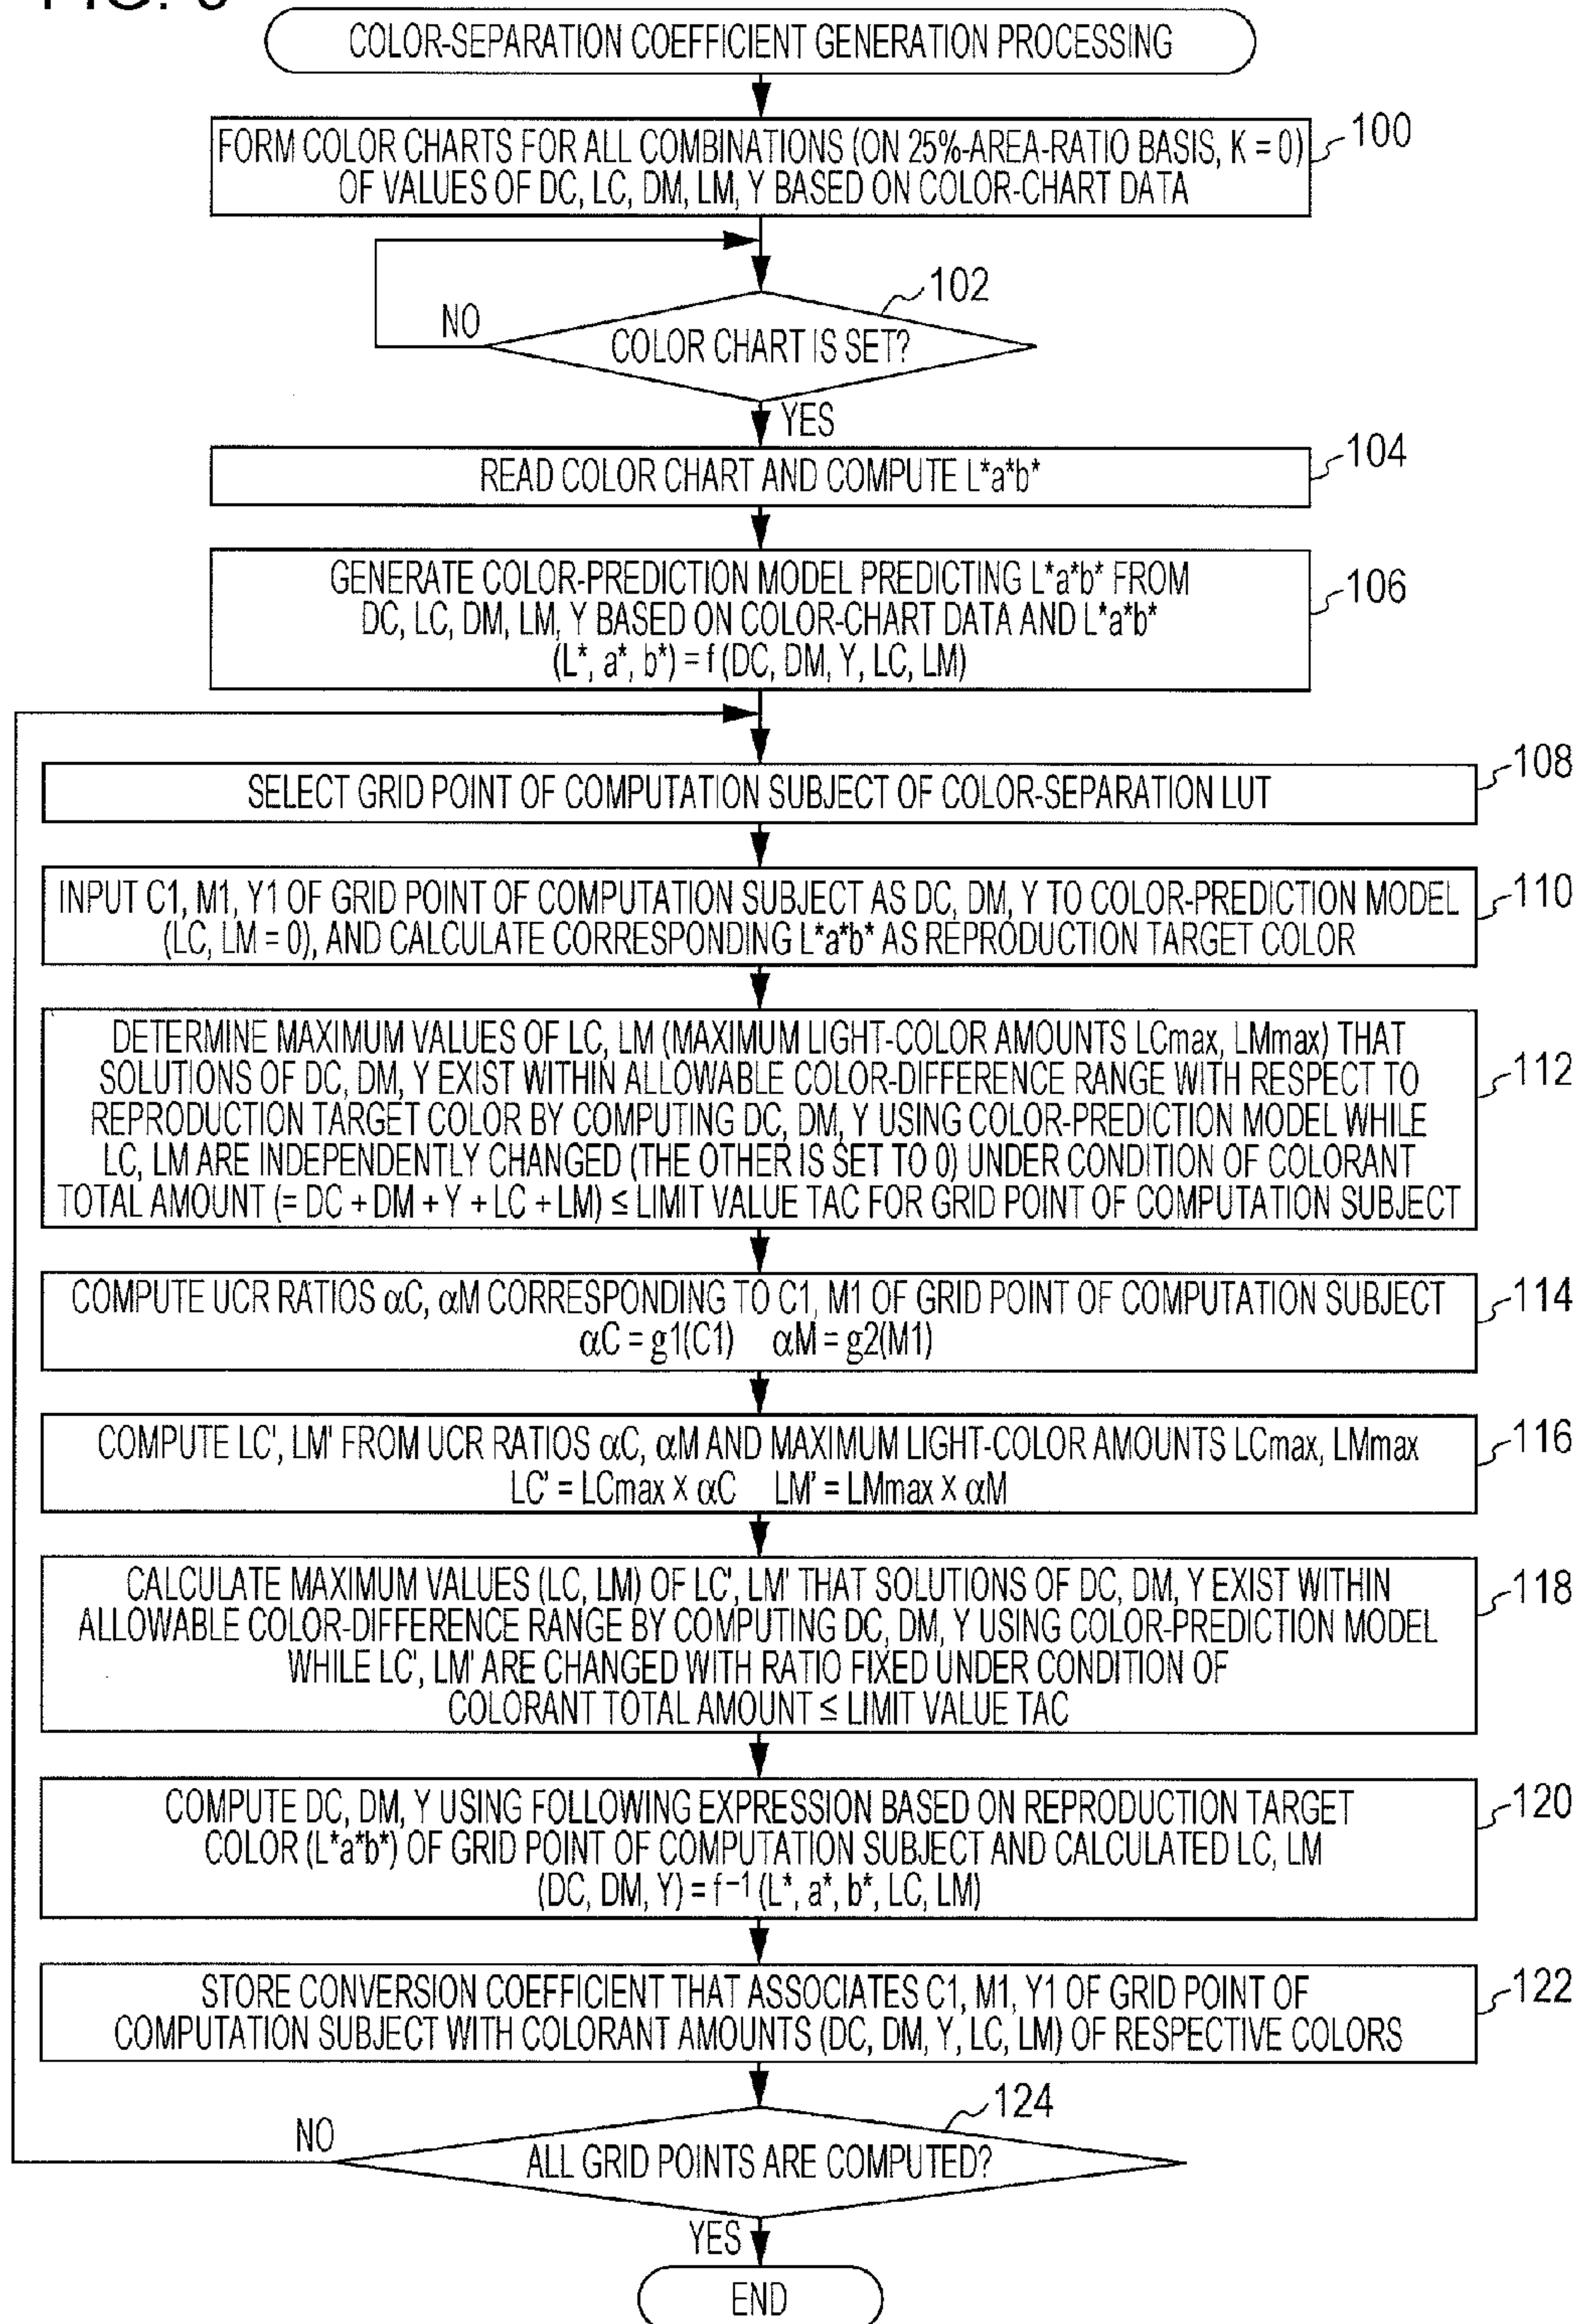 COLOR-SEPARATION COEFFICIENT GENERATION PROCESSING
FORM COLOR CHARTS FOR ALL COMBINATIONS (ON 25%-AREA-RATIO BASIS, K = 0)
OF VALUES OF DC, LC, DM, LM, Y BASED ON COLOR-CHART DATA
100
102
NO
COLOR CHART IS SET?
YES
READ COLOR CHART AND COMPUTE L*a*b*
104
GENERATE COLOR-PREDICTION MODEL PREDICTING L*a*b* FROM
DC, LC, DM, LM, Y BASED ON COLOR-CHART DATA AND L*a*b*
(L*, a*, b*) = f (DC, DM, Y, LC, LM)
106
SELECT GRID POINT OF COMPUTATION SUBJECT OF COLOR-SEPARATION LUT
108
INPUT C1, M1, Y1 OF GRID POINT OF COMPUTATION SUBJECT AS DC, DM, Y TO COLOR-PREDICTION MODEL
(LC, LM = 0), AND CALCULATE CORRESPONDING L*a*b* AS REPRODUCTION TARGET COLOR
110
DETERMINE MAXIMUM VALUES OF LC, LM (MAXIMUM LIGHT-COLOR AMOUNTS LCmax, LMmax) THAT
SOLUTIONS OF DC, DM, Y EXIST WITHIN ALLOWABLE COLOR-DIFFERENCE RANGE WITH RESPECT TO
REPRODUCTION TARGET COLOR BY COMPUTING DC, DM, Y USING COLOR-PREDICTION MODEL WHILE
LC, LM ARE INDEPENDENTLY CHANGED (THE OTHER IS SET TO 0) UNDER CONDITION OF COLORANT
TOTAL AMOUNT (= DC + DM + Y + LC + LM) ≤ LIMIT VALUE TAC FOR GRID POINT OF COMPUTATION SUBJECT
112
COMPUTE UCR RATIOS αC, αM CORRESPONDING TO C1, M1 OF GRID POINT OF COMPUTATION SUBJECT
αC = g1(C1) αM = g2(M1)
114
COMPUTE LC', LM' FROM UCR RATIOS αC, αM AND MAXIMUM LIGHT-COLOR AMOUNTS LCmax, LMmax
LC' = LCmax × αC LM' = LMmax × αM
116
CALCULATE MAXIMUM VALUES (LC, LM) OF LC', LM' THAT SOLUTIONS OF DC, DM, Y EXIST WITHIN
ALLOWABLE COLOR-DIFFERENCE RANGE BY COMPUTING DC, DM, Y USING COLOR-PREDICTION MODEL
WHILE LC', LM' ARE CHANGED WITH RATIO FIXED UNDER CONDITION OF
COLORANT TOTAL AMOUNT ≤ LIMIT VALUE TAC
118
COMPUTE DC, DM, Y USING FOLLOWING EXPRESSION BASED ON REPRODUCTION TARGET
COLOR (L*a*b*) OF GRID POINT OF COMPUTATION SUBJECT AND CALCULATED LC, LM
(DC, DM, Y) = f⁻¹ (L*, a*, b*, LC, LM)
120
STORE CONVERSION COEFFICIENT THAT ASSOCIATES C1, M1, Y1 OF GRID POINT OF
COMPUTATION SUBJECT WITH COLORANT AMOUNTS (DC, DM, Y, LC, LM) OF RESPECTIVE COLORS
122
124
NO
ALL GRID POINTS ARE COMPUTED?
YES
END